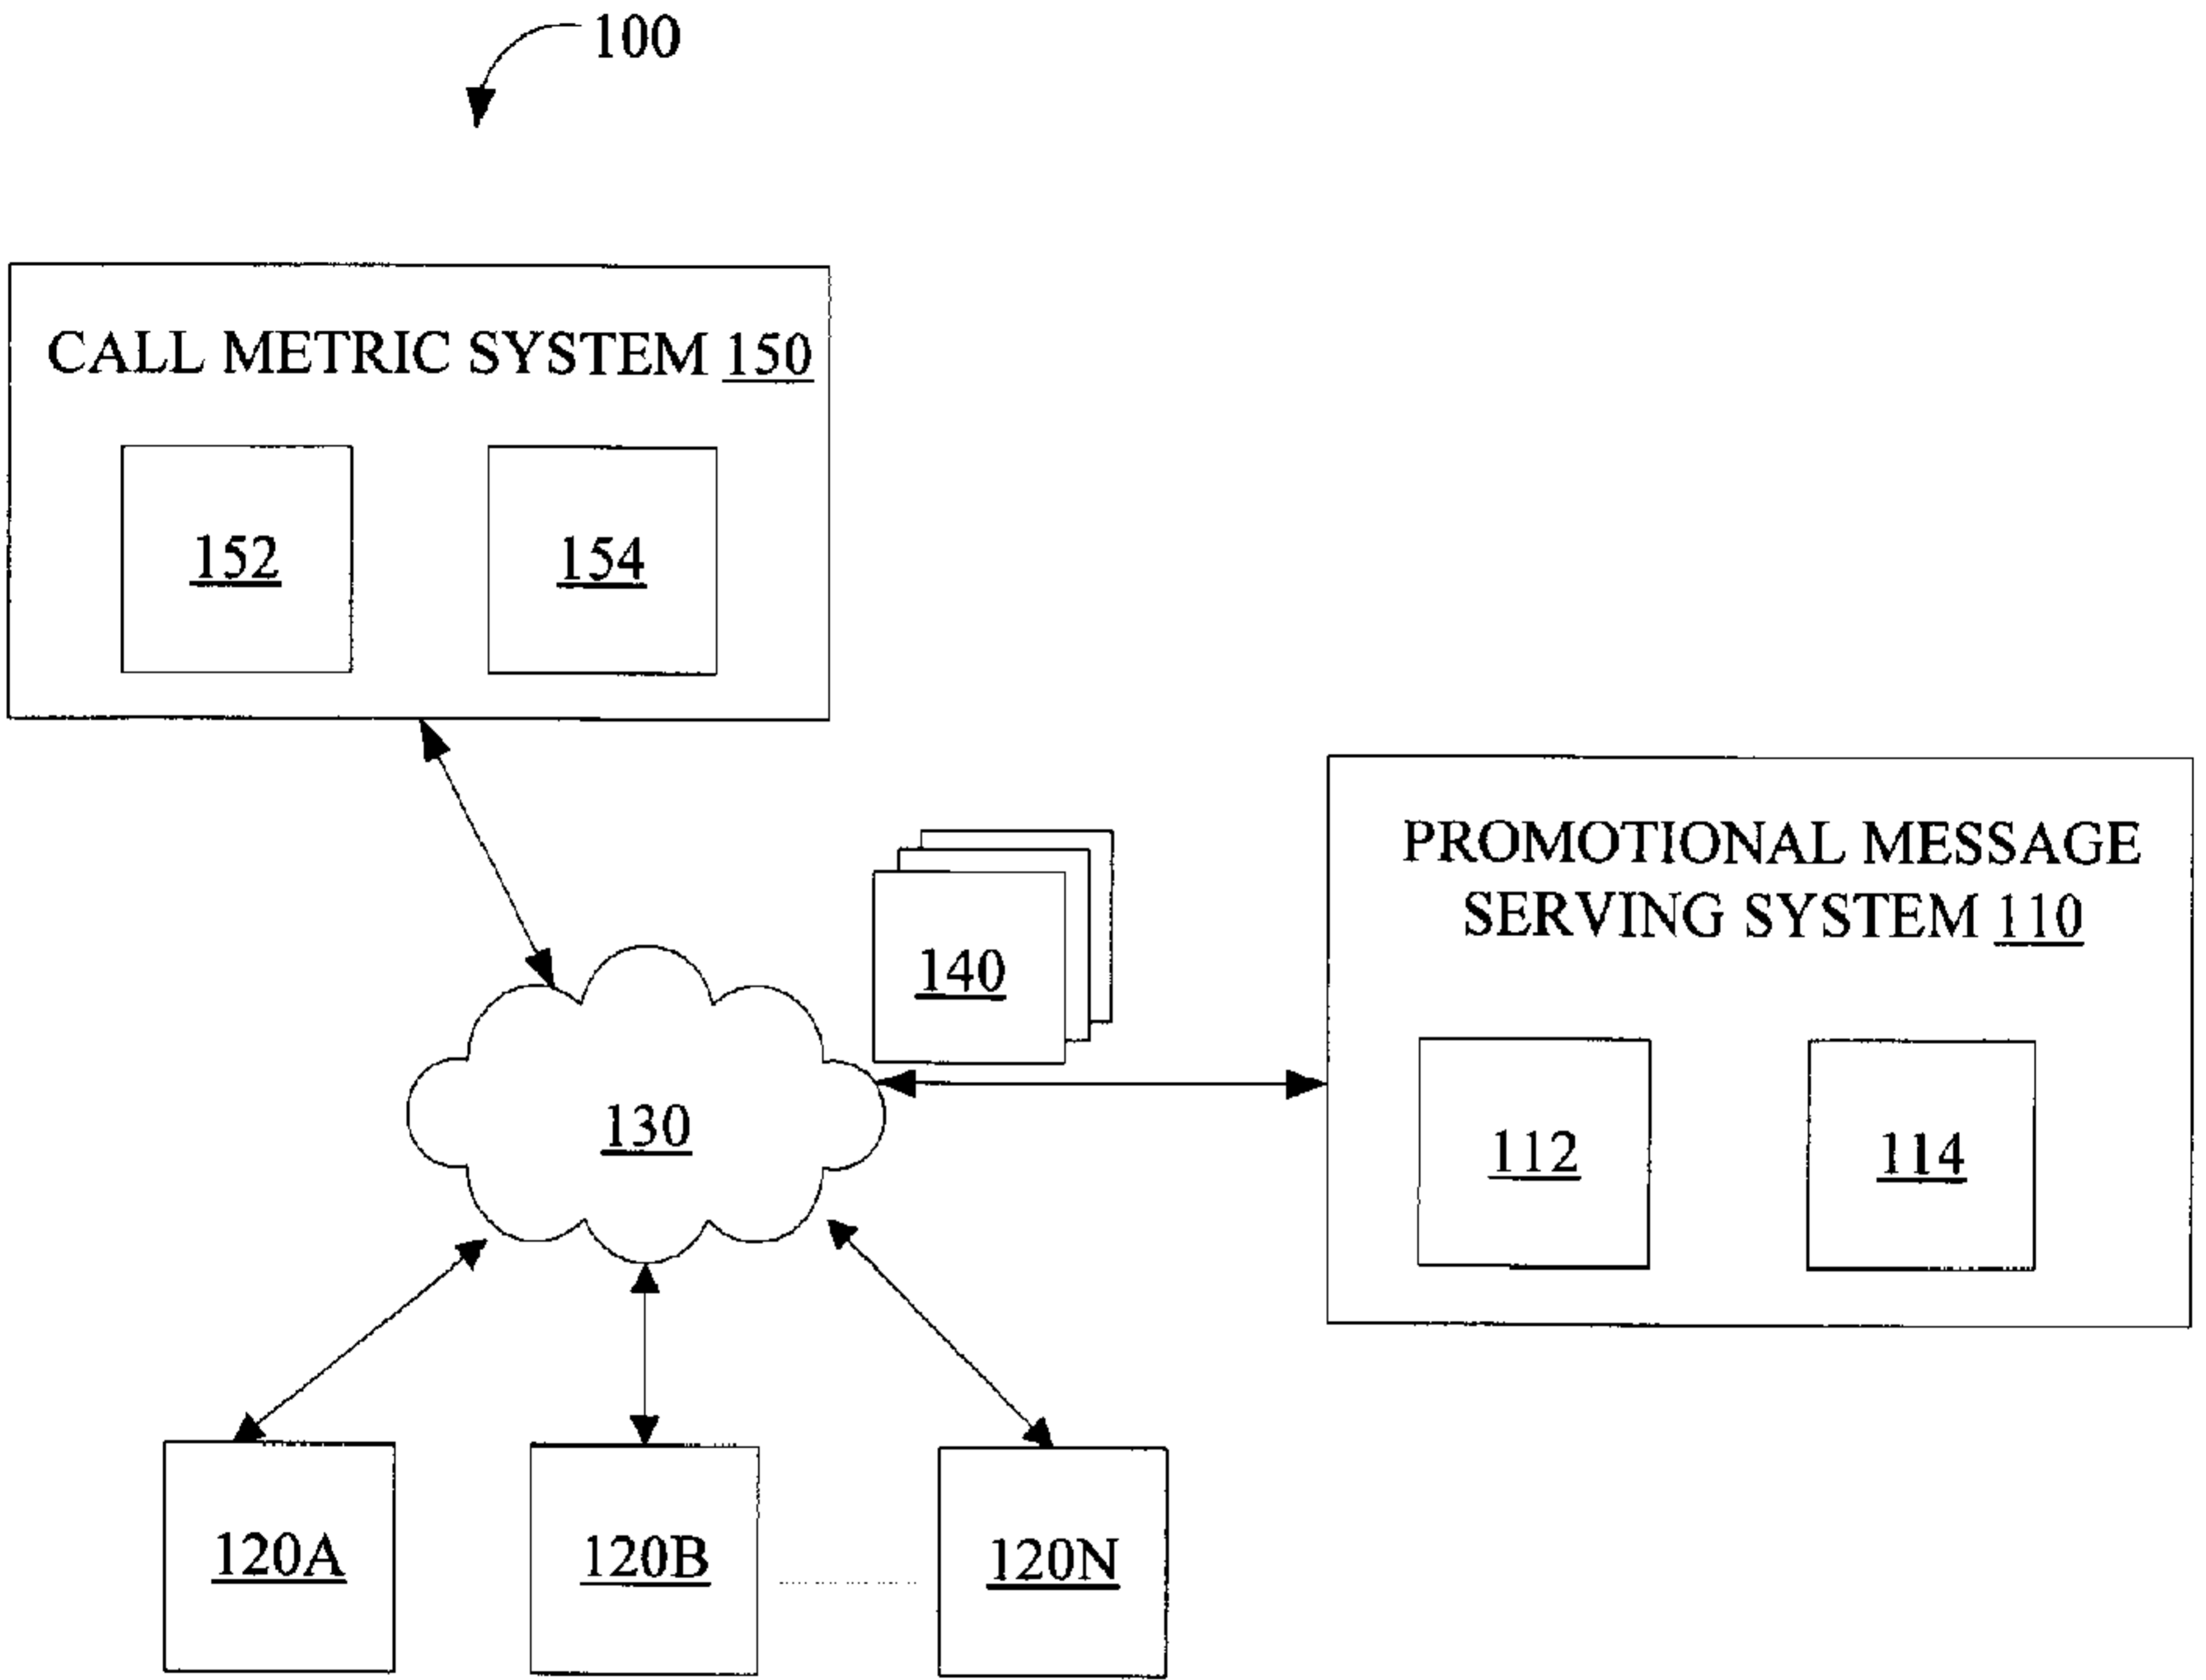 100
CALL METRIC SYSTEM 150
152
154
PROMOTIONAL MESSAGE
SERVING SYSTEM 110
140
130
112
114
120A
120B
120N